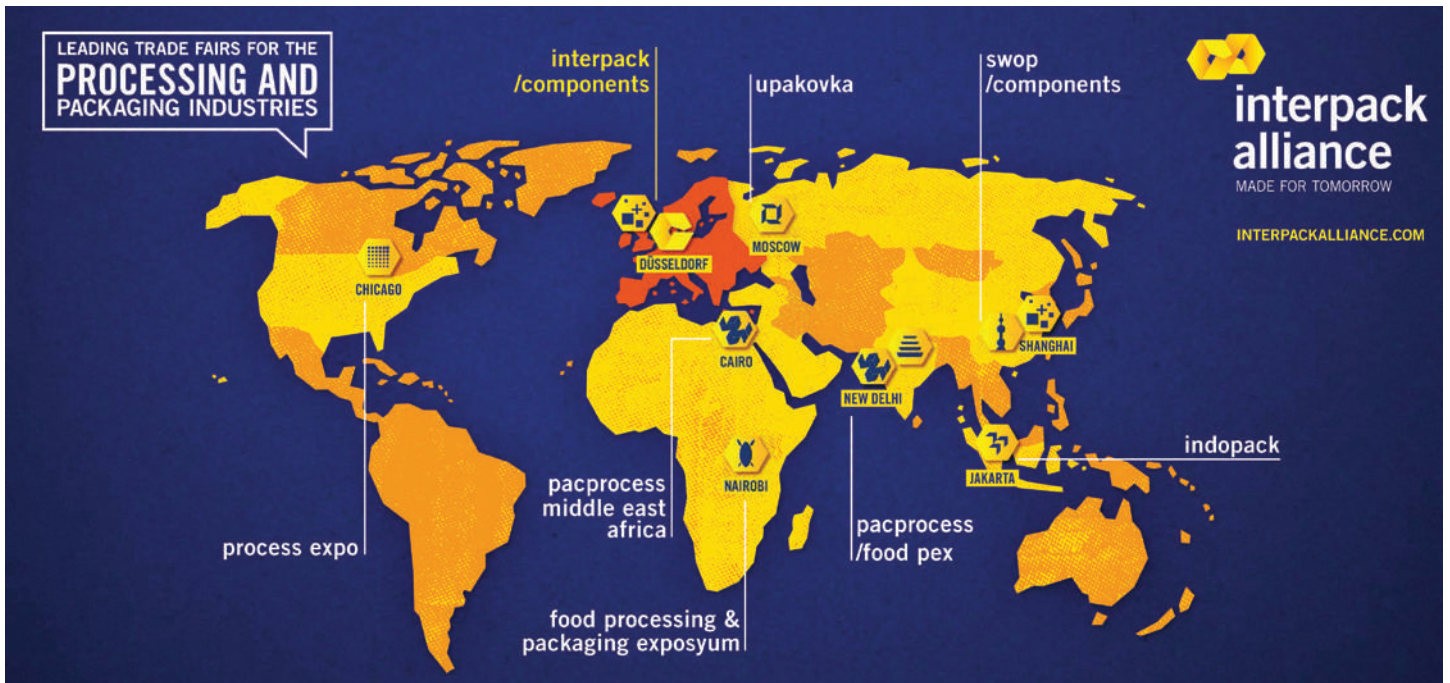 LEADING TRADE FAIRS FOR THE
PROCESSING AND
PACKAGING INDUSTRIES
interpack
/components
upakovka
swop
/components
interpack
alliance
MADE FOR TOMORROW
INTERPACKALLIANCE.COM
DÜSSELDORF
MOSCOW
CHICAGO
SHANGHAI
CAIRO
NEW DELHI
NAIROBI
JAKARTA
indopack
pacprocess
middle east
africa
pacprocess
/food pex
process expo
food processing &
packaging exposyum